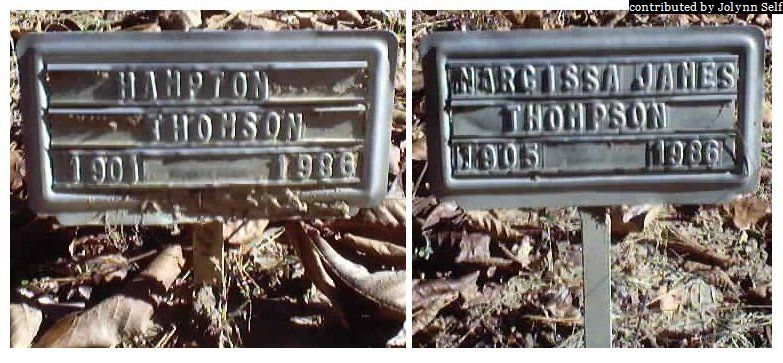 contributed by Jolynn Self
HAMPTON
THOMSON
1901 1986
NARCISSA JAMES
THOMPSON
1905 1986